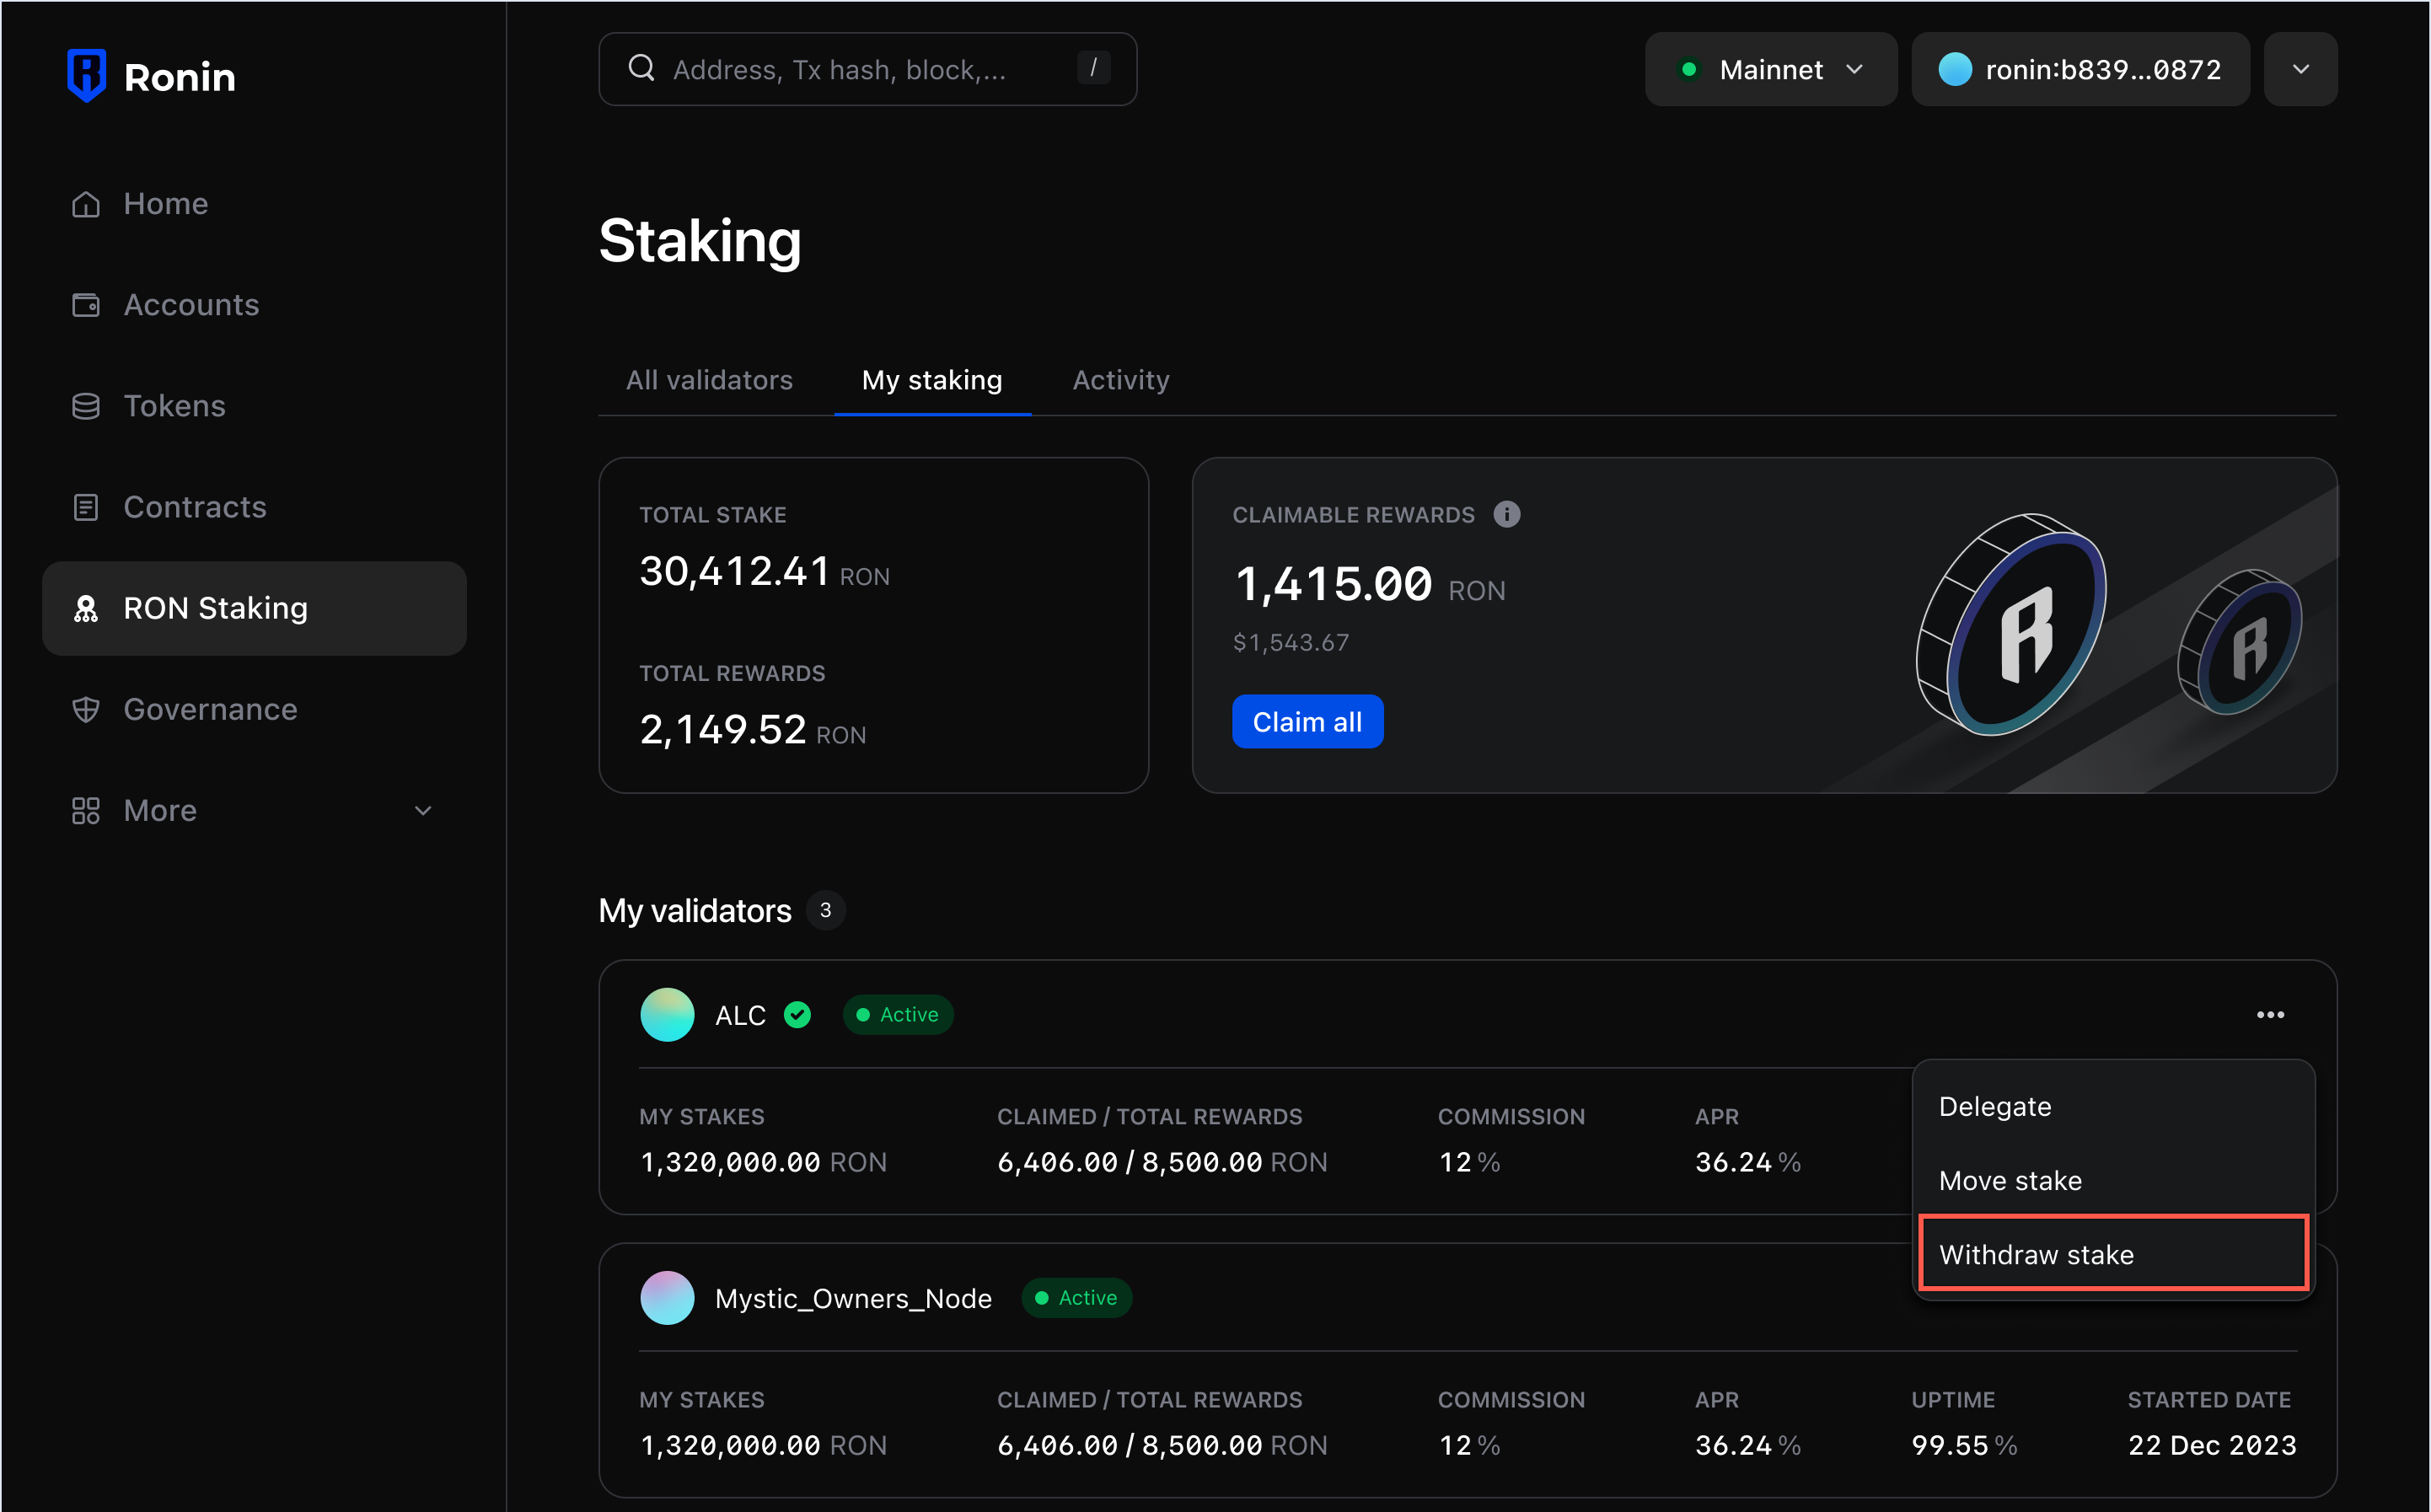 Ronin
Address, Tx hash, block,... /
Mainnet
ronin:b839...0872
Home
Accounts
Tokens
Contracts
RON Staking
Governance
More
Staking
All validators My staking Activity
TOTAL STAKE
30,412.41 RON
TOTAL REWARDS
2,149.52 RON
CLAIMABLE REWARDS
1,415.00 RON
$1,543.67
Claim all
My validators 3
ALC Active
MY STAKES CLAIMED / TOTAL REWARDS COMMISSION APR
1,320,000.00 RON 6,406.00 / 8,500.00 RON 12 % 36.24 %
Delegate
Move stake
Withdraw stake
Mystic_Owners_Node Active
MY STAKES CLAIMED / TOTAL REWARDS COMMISSION APR UPTIME STARTED DATE
1,320,000.00 RON 6,406.00 / 8,500.00 RON 12 % 36.24 % 99.55 % 22 Dec 2023